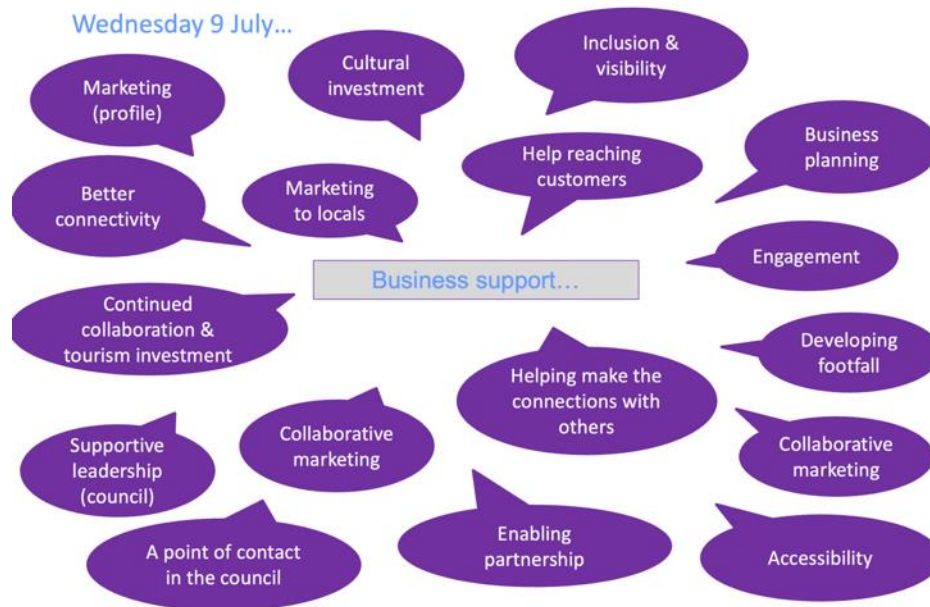 Wednesday 9 July…
Marketing
(profile)
Cultural
investment
Inclusion &
visibility
Business
planning
Better
connectivity
Marketing
to locals
Help reaching
customers
Engagement
Business support…
Continued
collaboration &
tourism investment
Developing
footfall
Helping make the
connections with
others
Supportive
leadership
(council)
Collaborative
marketing
Collaborative
marketing
A point of contact
in the council
Enabling
partnership
Accessibility